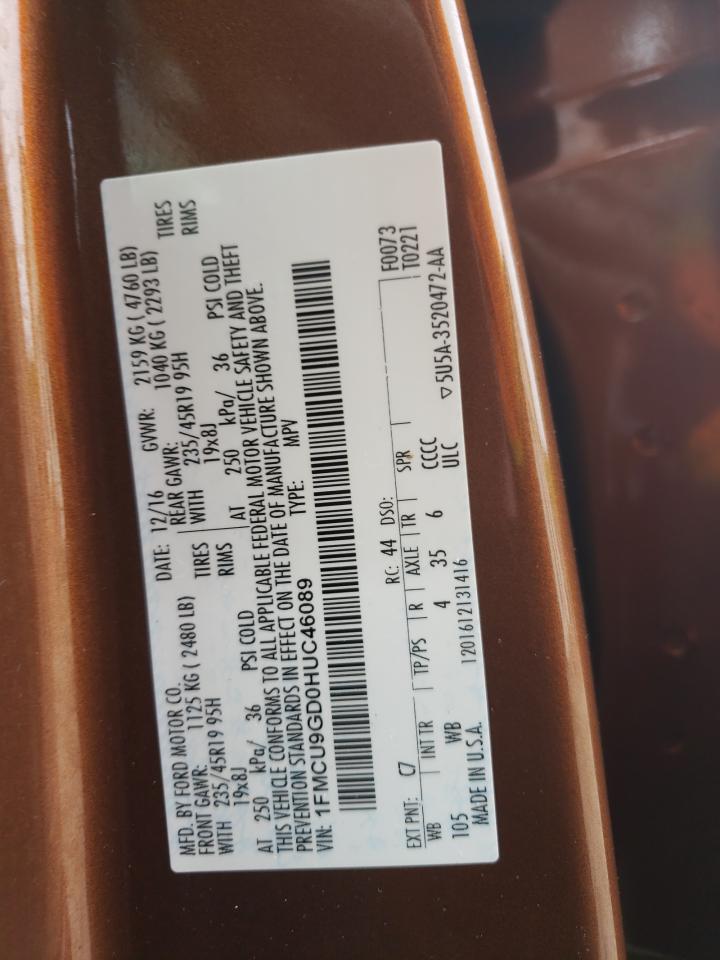 MFD. BY FORD MOTOR CO. DATE: 12/16 GVWR: 2159 KG ( 4760 LB)
FRONT GAWR: 1125 KG ( 2480 LB) REAR GAWR: 1040 KG ( 2293 LB)
WITH 235/45R19 95H TIRES WITH 235/45R19 95H TIRES
19x8J RIMS 19x8J RIMS
AT 250 kPa/ 36 PSI COLD AT 250 kPa/ 36 PSI COLD
THIS VEHICLE CONFORMS TO ALL APPLICABLE FEDERAL MOTOR VEHICLE SAFETY AND THEFT
PREVENTION STANDARDS IN EFFECT ON THE DATE OF MANUFACTURE SHOWN ABOVE.
VIN: 1FMCU9GD0HUC46089 TYPE: MPV
EXT PNT: C7 RC: 44 DSO: F0073
WB INT TR TP/PS R AXLE TR SPR T0221
105 WB 4 35 6 CCCC
MADE IN U.S.A. 1201612131416 ULC ▽5U5A-3520472-AA